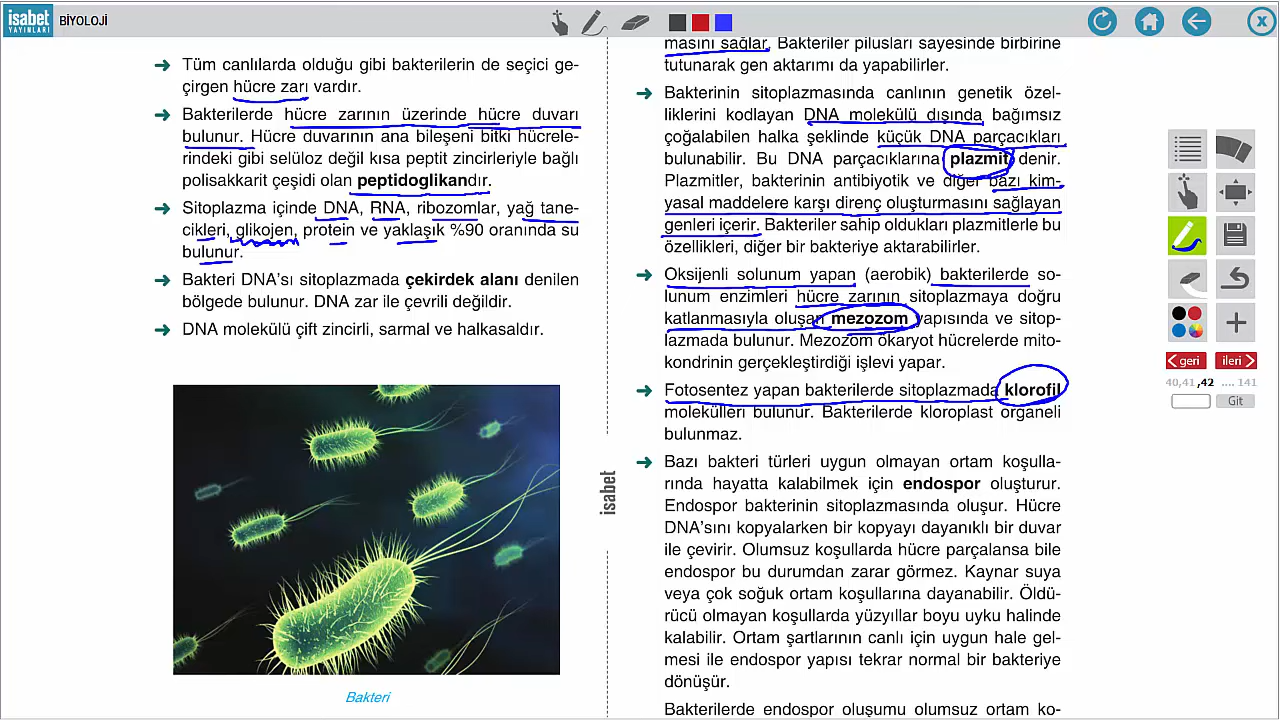 isabet
YAYINLARI
BİYOLOJİ
Tüm canlılarda olduğu gibi bakterilerin de seçici ge-
çirgen hücre zarı vardır.
Bakterilerde hücre zarının üzerinde hücre duvarı
bulunur. Hücre duvarının ana bileşeni bitki hücrele-
rindeki gibi selüloz değil kısa peptit zincirleriyle bağlı
polisakkarit çeşdi olan peptidoglikandır.
Sitoplazma içinde DNA, RNA, ribozomlar, yağ tane-
cikleri, glikojen, protein ve yaklaşık %90 oranında su
bulunur.
Bakteri DNA’sı sitoplazmada çekirdek alanı denilen
bölgede bulunur. DNA zar ile çevrili değildir.
DNA molekülü çift zincirli, sarmal ve halkasaldır.
Bakteri
isabet
masını sağlar. Bakteriler pilusları sayesinde birbirine
tutunarak gen aktarımı da yapabilirler.
Bakterinin sitoplazmasında canlının genetik özel-
liklerini kodlayan DNA molekülü dışında bağımsız
çoğalabilen halka şeklinde küçük DNA parçacıkları
bulunabilir. Bu DNA parçacıklarına plazmit denir.
Plazmitler, bakterinin antibiyotik ve diğer bazı kim-
yasal maddelere karşı direnç oluşturmasını sağlayan
genleri içerir. Bakteriler sahip oldukları plazmitlerle bu
özellikleri, diğer bir bakteriye aktarabilirler.
Oksijenli solunum yapan (aerobik) bakterilerde so-
lunum enzimleri hücre zarının sitoplazmaya doğru
katlanmasıyla oluşan mezozom yapısında ve sitop-
lazmada bulunur. Mezozom ökaryot hücrelerde mito-
kondrinin gerçekleştirdiği işlevi yapar.
Fotosentez yapan bakterilerde sitoplazmada klorofil
molekülleri bulunur. Bakterilerde kloroplast organeli
bulunmaz.
Bazı bakteri türleri uygun olmayan ortam koşulla-
rında hayatta kalabilmek için endospor oluşturur.
Endospor bakterinin sitoplazmasında oluşur. Hücre
DNA’sını kopyalarken bir kopyayı dayanıklı bir duvar
ile çevirir. Olumsuz koşullarda hücre parçalansa bile
endospor bu durumdan zarar görmez. Kaynar suya
veya çok soğuk ortam koşullarına dayanabilir. Öldü-
rücü olmayan koşullarda yüzyıllar boyu uyku halinde
kalabilir. Ortam şartlarının canlı için uygun hale gel-
mesi ile endospor yapısı tekrar normal bir bakteriye
dönüşür.
Bakterilerde endospor oluşumu olumsuz ortam ko-
geri
ileri
40,41 ,42 .... 141
Git